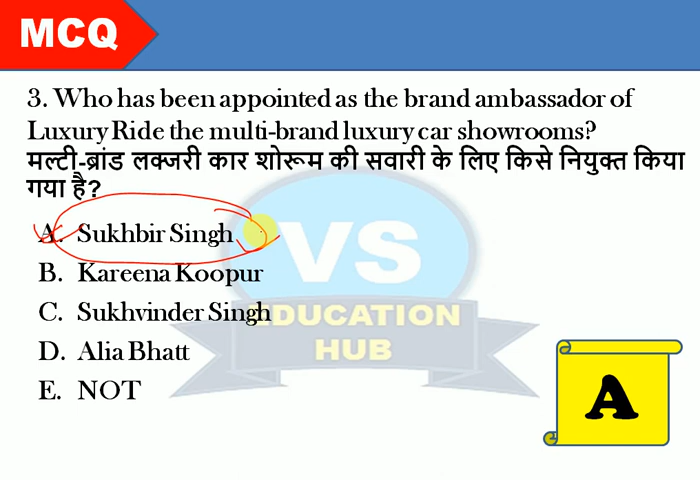 MCQ
3. Who has been appointed as the brand ambassador of
Luxury Ride the multi-brand luxury car showrooms?
मल्टी-ब्रांड लक्जरी कार शोरूम की सवारी के लिए किसे नियुक्त किया
गया है?
A. Sukhbir Singh
B. Kareena Koopur
C. Sukhvinder Singh
D. Alia Bhatt
E. NOT
VS
EDUCATION
HUB
A